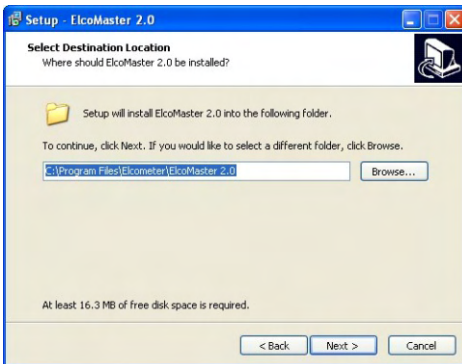 Setup - ElcoMaster 2.0
Select Destination Location
Where should ElcoMaster 2.0 be installed?
Setup will install ElcoMaster 2.0 into the following folder.
To continue, click Next. If you would like to select a different folder, click Browse.
C:\Program Files\Elcometer\ElcoMaster 2.0
Browse...
At least 16.3 MB of free disk space is required.
< Back
Next >
Cancel